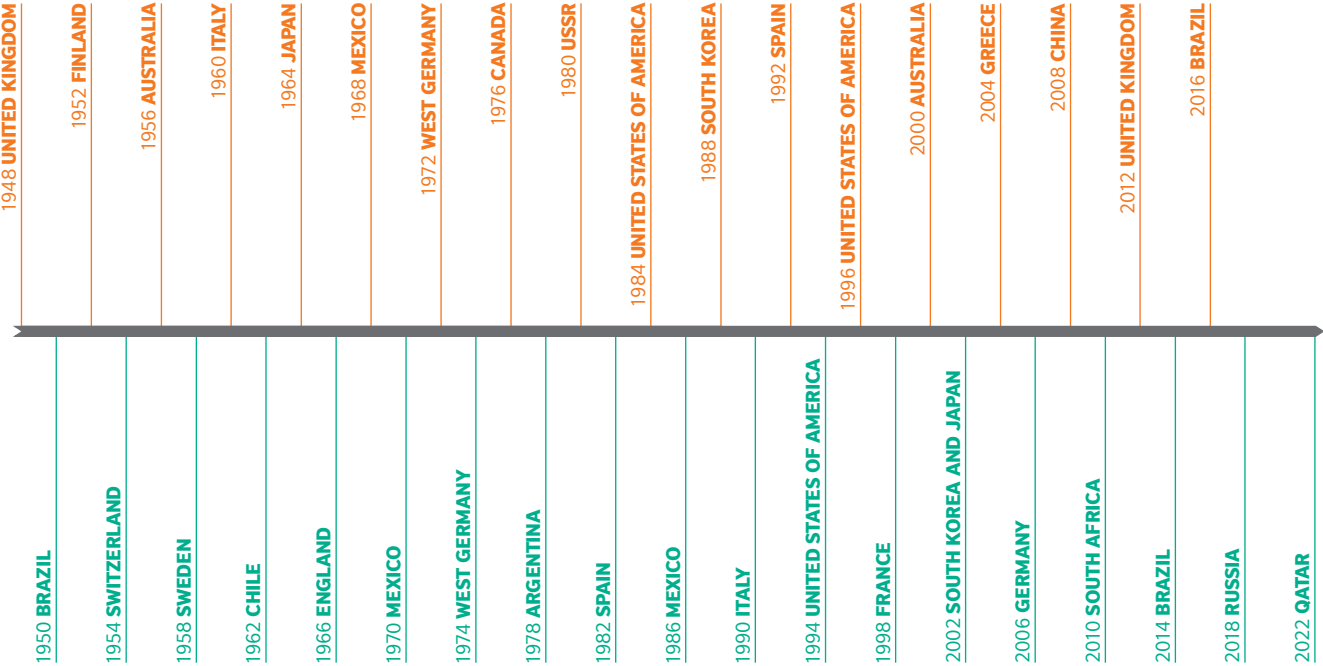 1948 UNITED KINGDOM
1952 FINLAND
1956 AUSTRALIA
1960 ITALY
1964 JAPAN
1968 MEXICO
1972 WEST GERMANY
1976 CANADA
1980 USSR
1984 UNITED STATES OF AMERICA
1988 SOUTH KOREA
1992 SPAIN
1996 UNITED STATES OF AMERICA
2000 AUSTRALIA
2004 GREECE
2008 CHINA
2012 UNITED KINGDOM
2016 BRAZIL
1950 BRAZIL
1954 SWITZERLAND
1958 SWEDEN
1962 CHILE
1966 ENGLAND
1970 MEXICO
1974 WEST GERMANY
1978 ARGENTINA
1982 SPAIN
1986 MEXICO
1990 ITALY
1994 UNITED STATES OF AMERICA
1998 FRANCE
2002 SOUTH KOREA AND JAPAN
2006 GERMANY
2010 SOUTH AFRICA
2014 BRAZIL
2018 RUSSIA
2022 QATAR